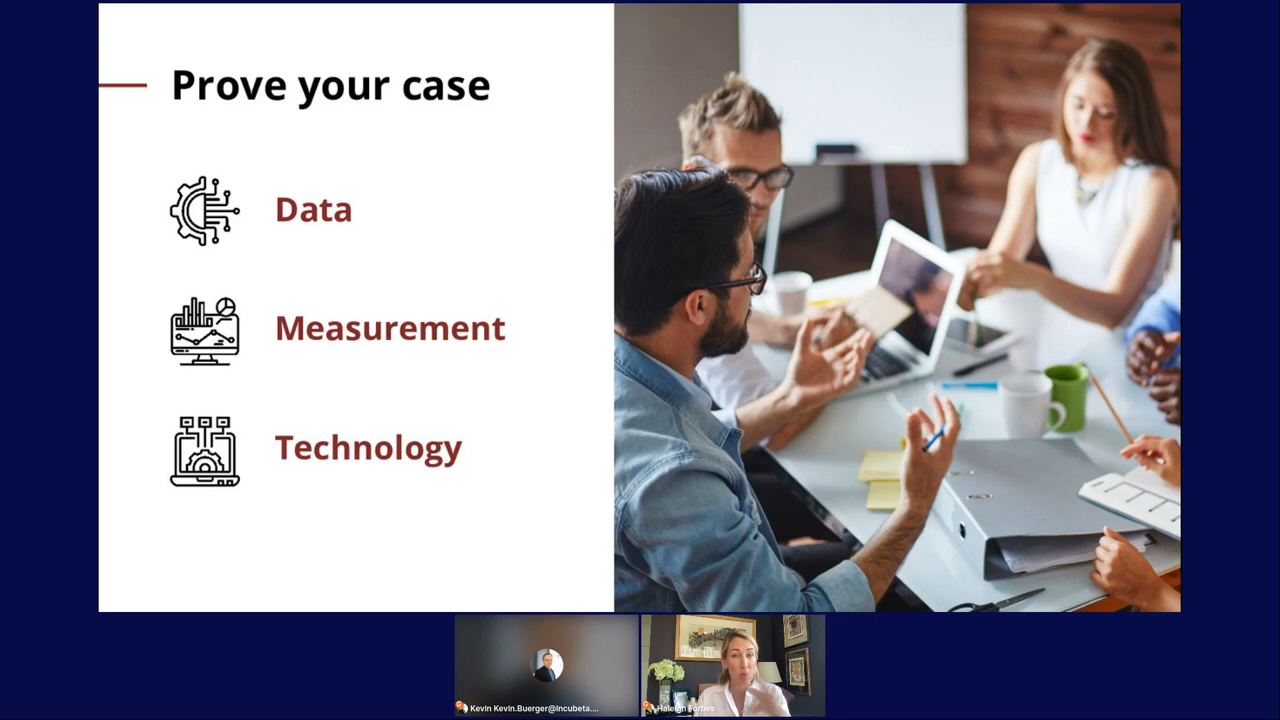 Prove your case
Data
Measurement
Technology
Kevin Kevin.Buerger@Incubeta....
Haleigh Forbes